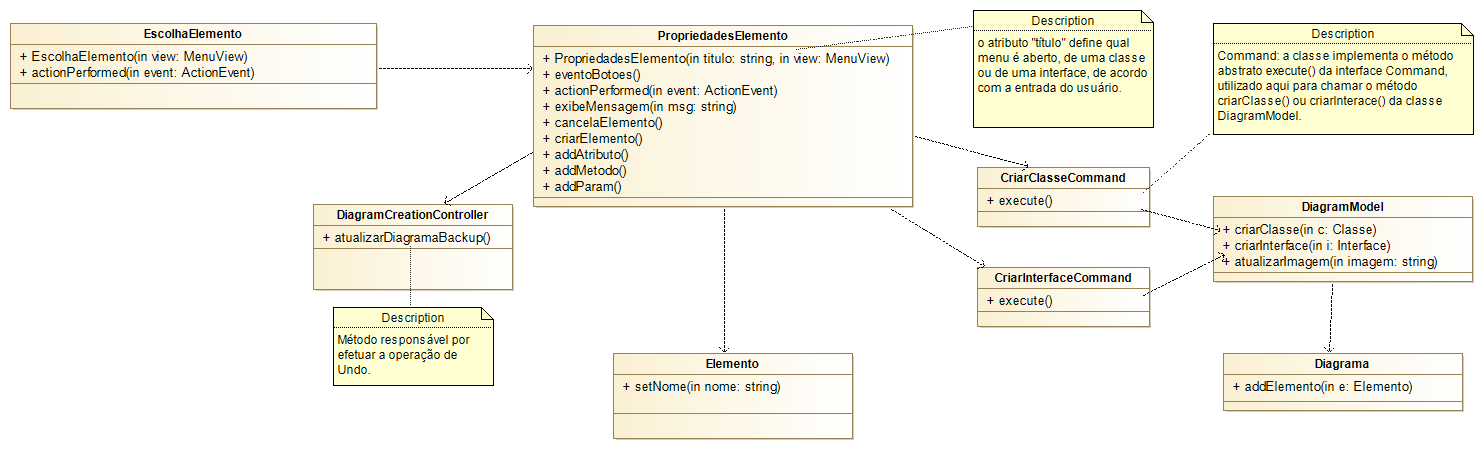 EscolhaElemento
+ EscolhaElemento(in view: MenuView)
+ actionPerformed(in event: ActionEvent)
PropriedadesElemento
+ PropriedadesElemento(in titulo: string, in view: MenuView)
+ eventoBotoes()
+ actionPerformed(in event: ActionEvent)
+ exibeMensagem(in msg: string)
+ cancelaElemento()
+ criarElemento()
+ addAtributo()
+ addMetodo()
+ addParam()
Description
o atributo "título" define qual
menu é aberto, de uma classe
ou de uma interface, de acordo
com a entrada do usuário.
Description
Command: a classe implementa o método
abstrato execute() da interface Command,
utilizado aqui para chamar o método
criarClasse() ou criarInterace() da classe
DiagramModel.
CriarClasseCommand
+ execute()
DiagramCreationController
+ atualizarDiagramaBackup()
DiagramModel
+ criarClasse(in c: Classe)
+ criarInterface(in i: Interface)
+ atualizarImagem(in imagem: string)
CriarInterfaceCommand
+ execute()
Description
Método responsável por
efetuar a operação de
Undo.
Elemento
+ setNome(in nome: string)
Diagrama
+ addElemento(in e: Elemento)